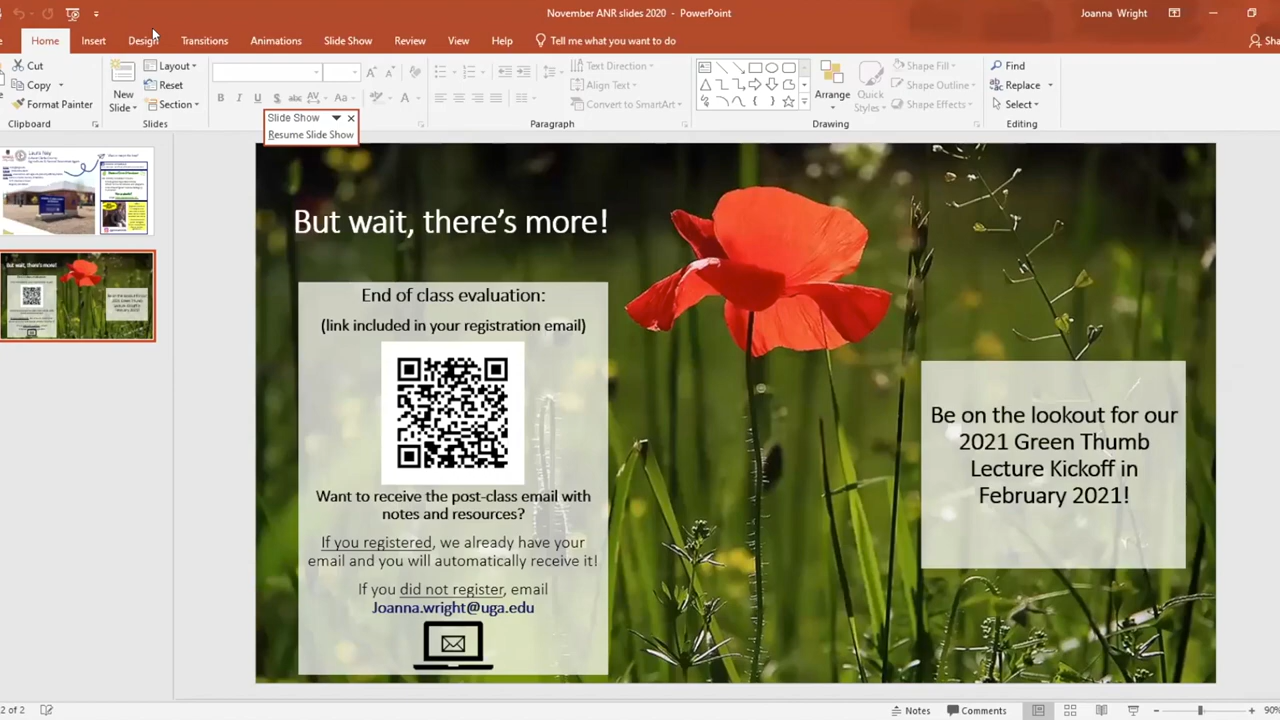 November ANR slides 2020 - PowerPoint
Joanna Wright
Home Insert Design Transitions Animations Slide Show Review View Help Tell me what you want to do
Cut
Copy
Format Painter
Clipboard
New
Slide
Layout
Reset
Section
Slides
B I U S abc AV Aa A
Paragraph
Text Direction
Align Text
Convert to SmartArt
Arrange
Quick
Styles
Shape Fill
Shape Outline
Shape Effects
Drawing
Find
Replace
Select
Editing
Slide Show
Resume Slide Show
But wait, there's more!
End of class evaluation:
(link included in your registration email)
Want to receive the post-class email with
notes and resources?
If you registered, we already have your
email and you will automatically receive it!
If you did not register, email
Joanna.wright@uga.edu
Be on the lookout for our
2021 Green Thumb
Lecture Kickoff in
February 2021!
2 of 2
Notes
Comments
90%